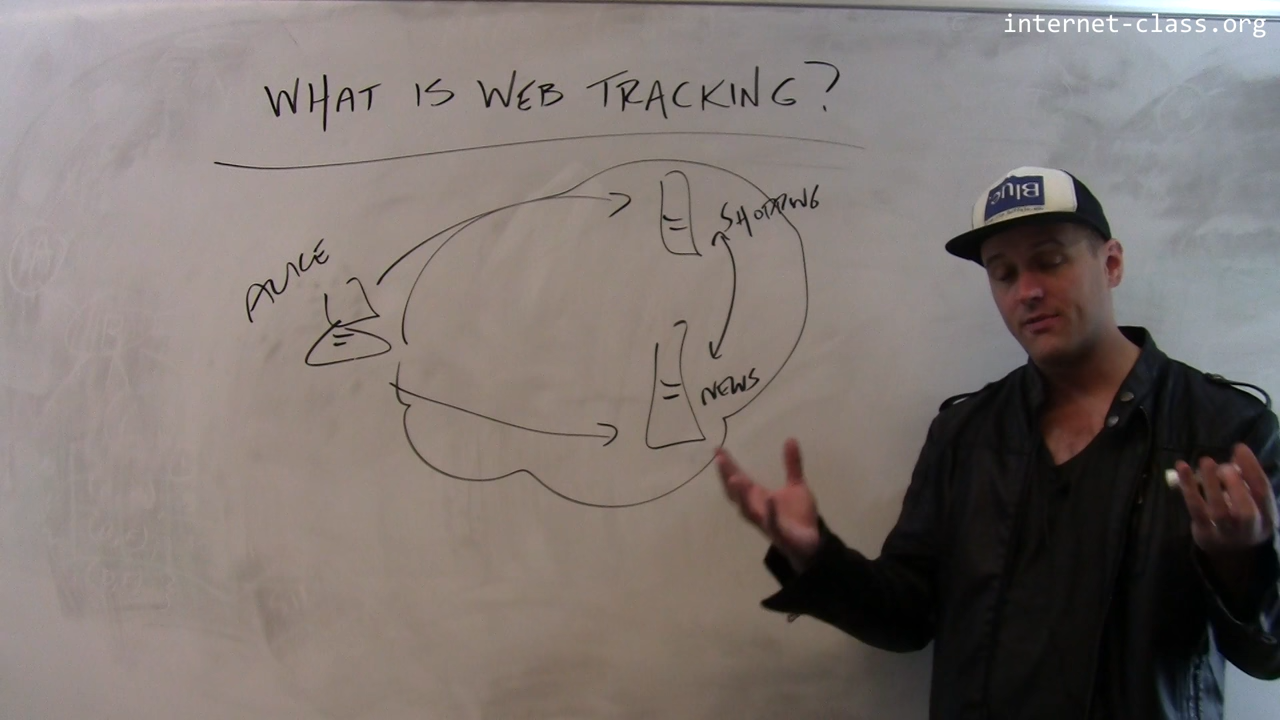 internet-class.org
WHAT IS WEB TRACKING?
SHOPPING
ALICE
NEWS
Blue